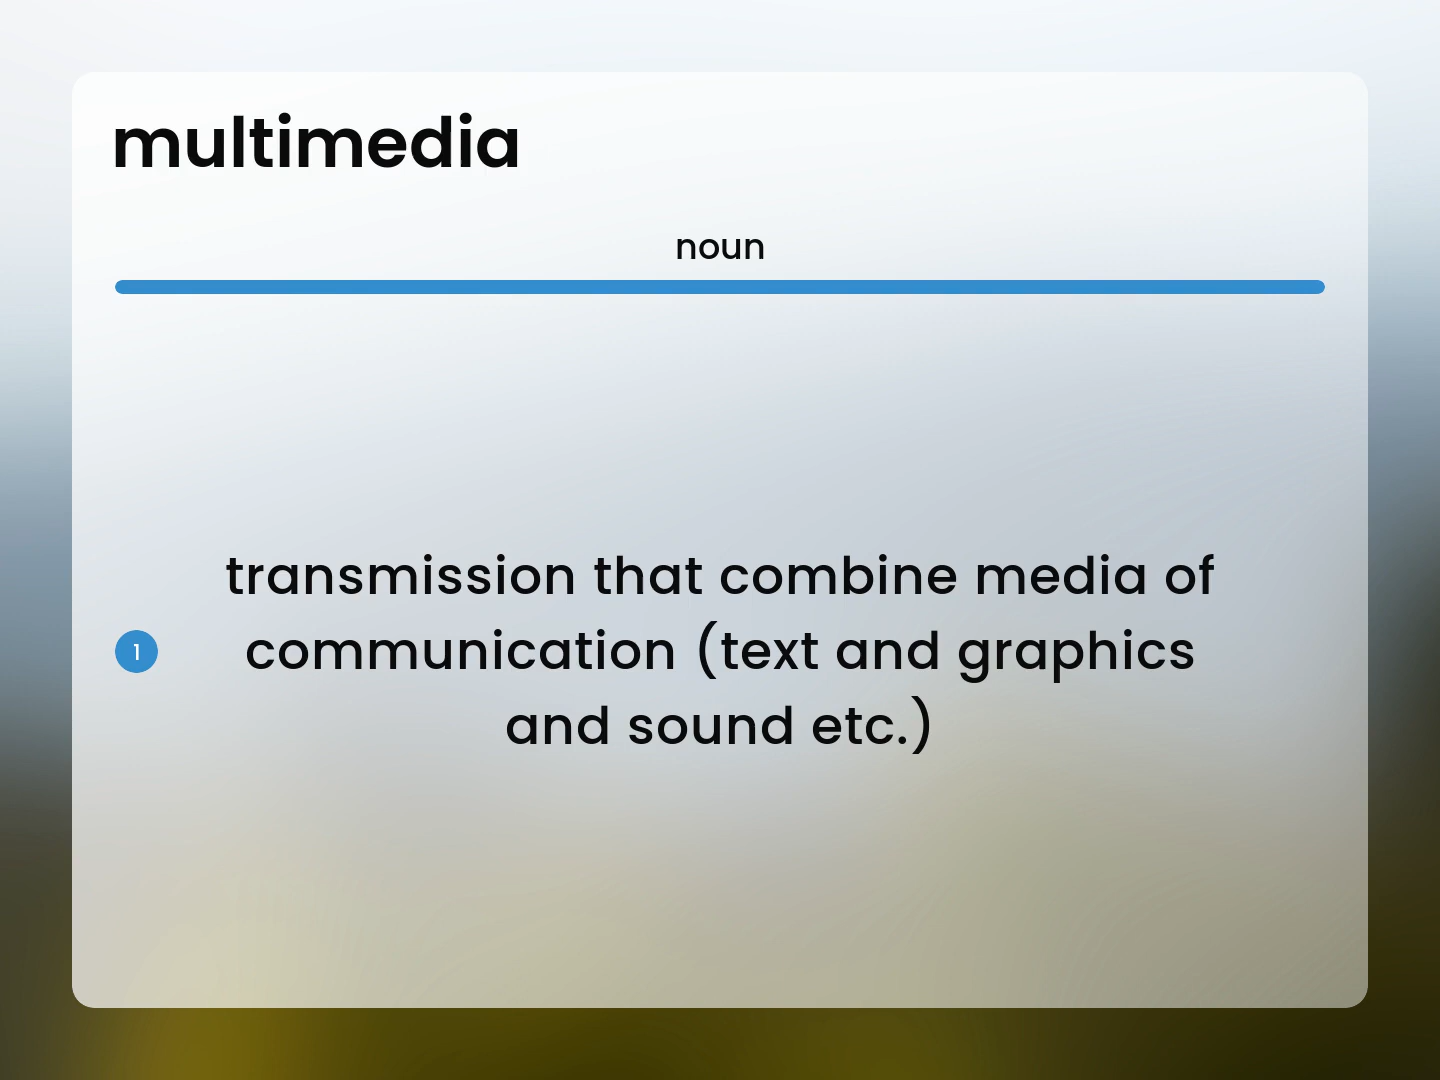 multimedia
noun
transmission that combine media of
1 communication (text and graphics
and sound etc.)